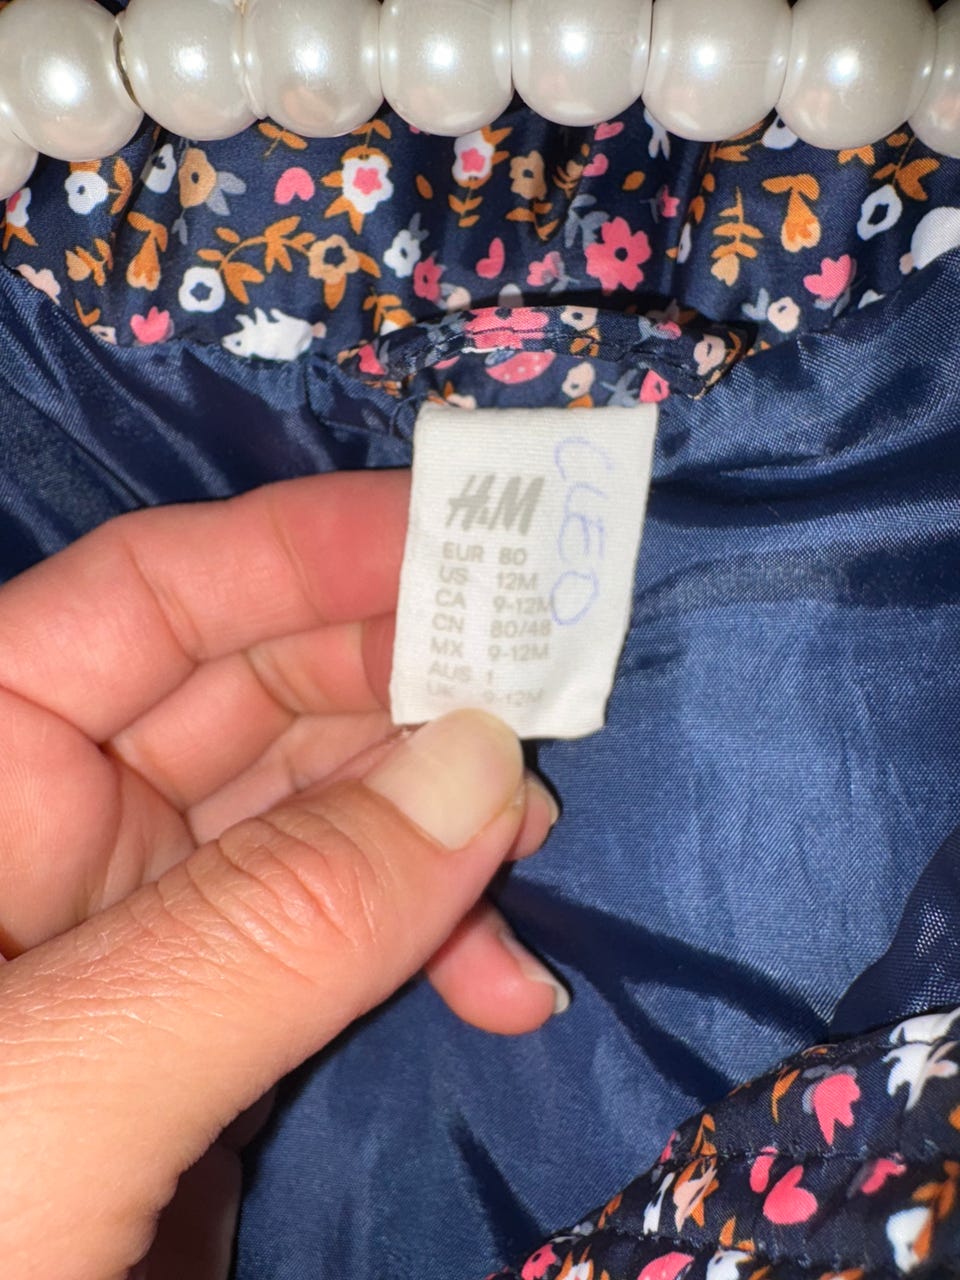 H&M
EUR 80
US 12M
CA 9-12M
CN 80/48
MX 9-12M
AUS 1
UK 9-12M
CLEO